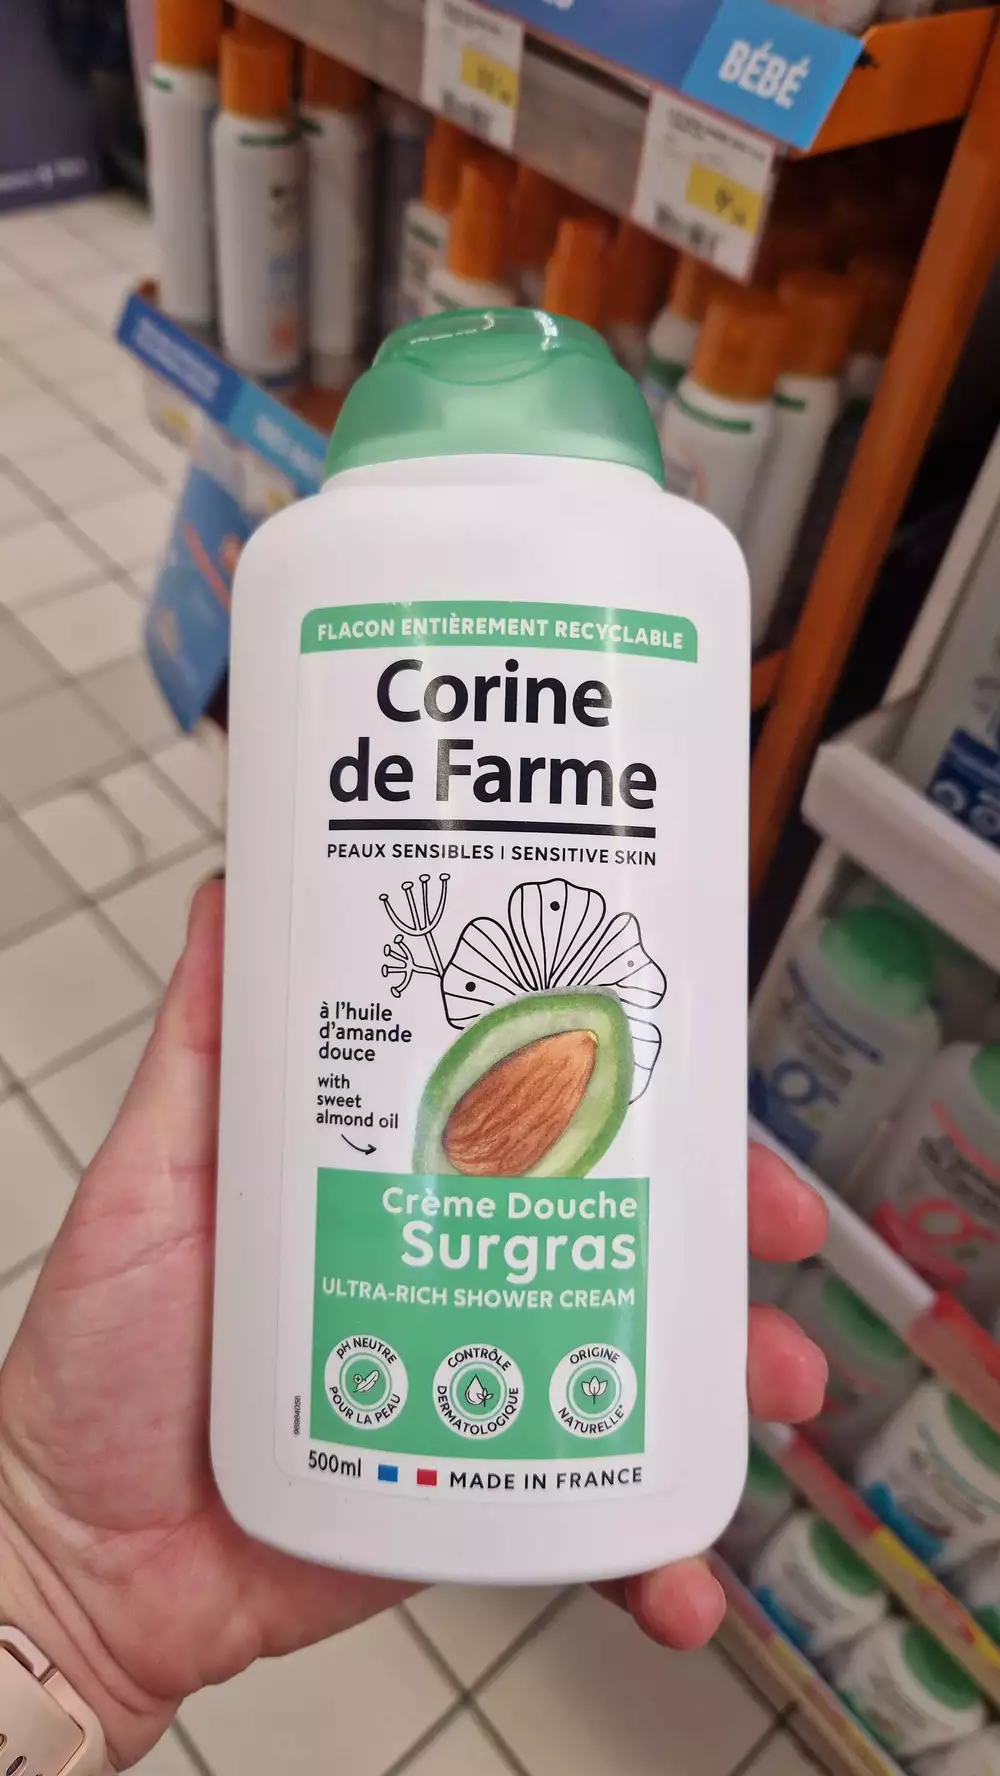 BÉBÉ
FLACON ENTIÈREMENT RECYCLABLE
Corine
de Farme
PEAUX SENSIBLES | SENSITIVE SKIN
à l'huile
d'amande
douce
with
sweet
almond oil
Crème Douche
Surgras
ULTRA-RICH SHOWER CREAM
PH NEUTRE
POUR LA PEAU
CONTRÔLE
DERMATOLOGIQUE
ORIGINE
NATURELLE*
500ml
MADE IN FRANCE